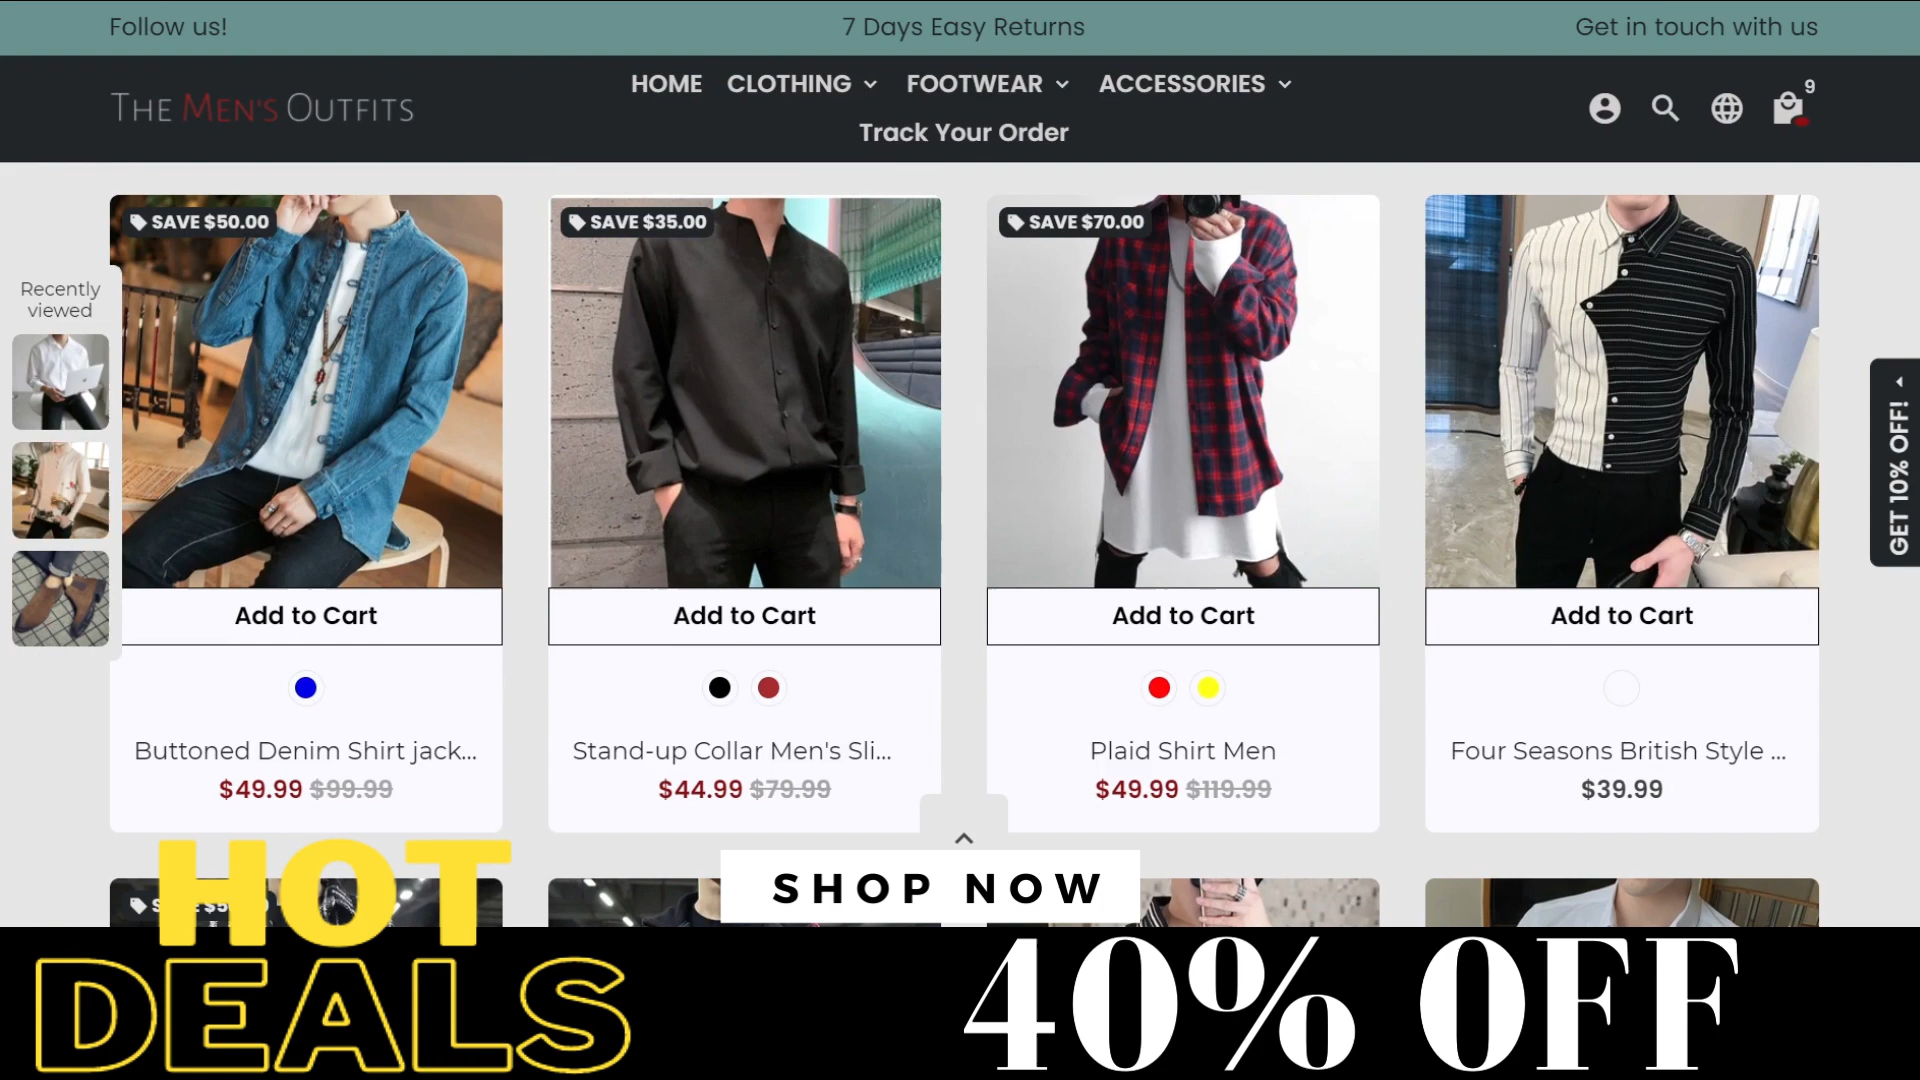 Follow us!
7 Days Easy Returns
Get in touch with us
THE MEN'S OUTFITS
HOME CLOTHING FOOTWEAR ACCESSORIES
Track Your Order
9
Recently
viewed
SAVE $50.00
SAVE $35.00
SAVE $70.00
GET 10% OFF!
Add to Cart
Add to Cart
Add to Cart
Add to Cart
Buttoned Denim Shirt jack...
$49.99 $99.99
Stand-up Collar Men's Sli...
$44.99 $79.99
Plaid Shirt Men
$49.99 $119.99
Four Seasons British Style ...
$39.99
HOT
DEALS
SHOP NOW
40% OFF